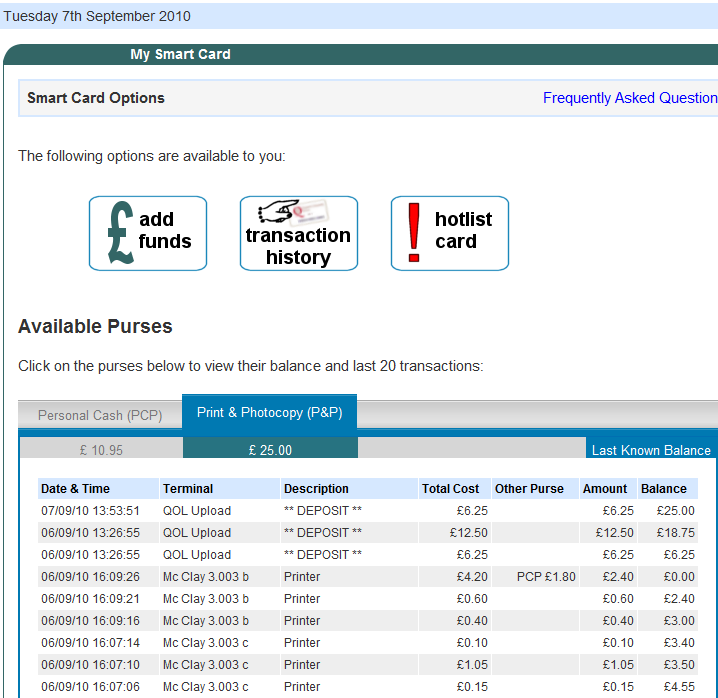 Tuesday 7th September 2010
My Smart Card
Smart Card Options Frequently Asked Question
The following options are available to you:
£ add funds
transaction history
! hotlist card
Available Purses
Click on the purses below to view their balance and last 20 transactions:
Personal Cash (PCP) Print & Photocopy (P&P)
£ 10.95 £ 25.00 Last Known Balance
Date & Time Terminal Description Total Cost Other Purse Amount Balance
07/09/10 13:53:51 QOL Upload ** DEPOSIT ** £6.25 £6.25 £25.00
06/09/10 13:26:55 QOL Upload ** DEPOSIT ** £12.50 £12.50 £18.75
06/09/10 13:26:55 QOL Upload ** DEPOSIT ** £6.25 £6.25 £6.25
06/09/10 16:09:26 Mc Clay 3.003 b Printer £4.20 PCP £1.80 £2.40 £0.00
06/09/10 16:09:21 Mc Clay 3.003 b Printer £0.60 £0.60 £2.40
06/09/10 16:09:16 Mc Clay 3.003 b Printer £0.40 £0.40 £3.00
06/09/10 16:07:14 Mc Clay 3.003 c Printer £0.10 £0.10 £3.40
06/09/10 16:07:10 Mc Clay 3.003 c Printer £1.05 £1.05 £3.50
06/09/10 16:07:06 Mc Clay 3.003 c Printer £0.15 £0.15 £4.55